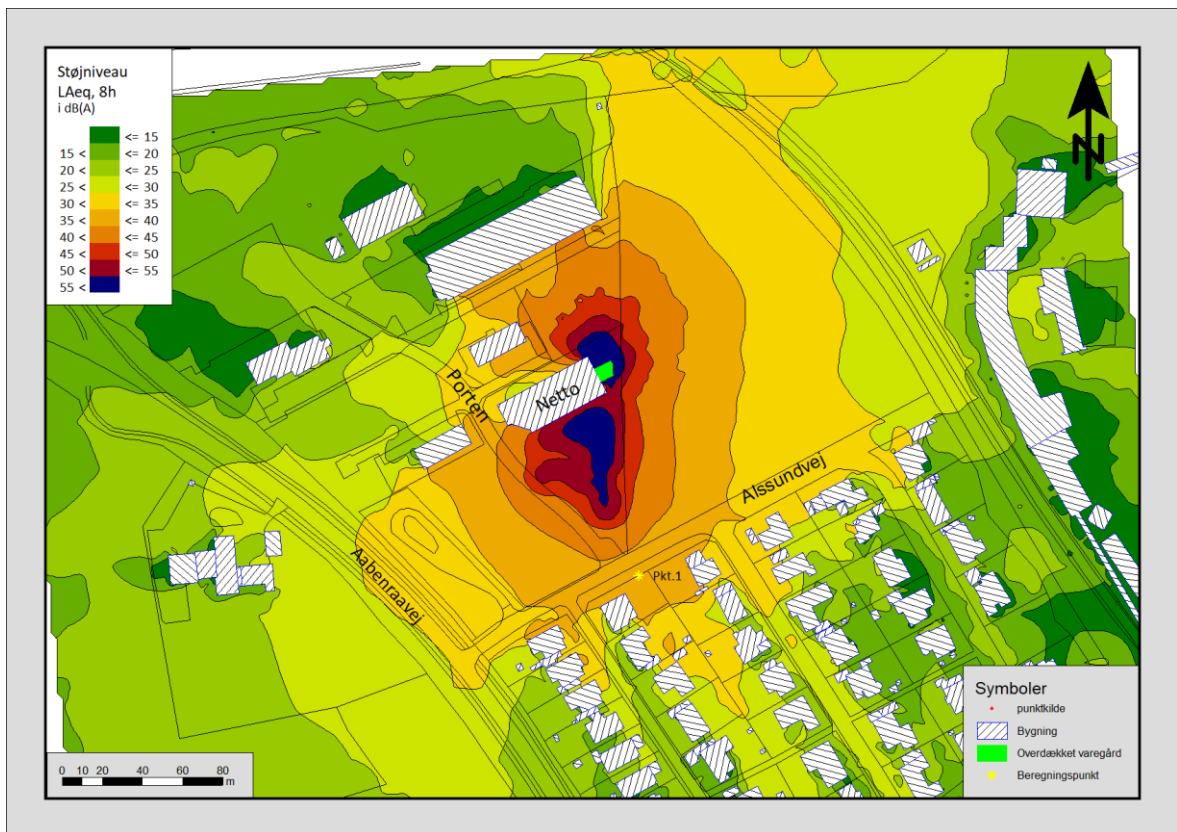 Støjniveau
LAeq, 8h
i dB(A)
<= 15
15 < <= 20
20 < <= 25
25 < <= 30
30 < <= 35
35 < <= 40
40 < <= 45
45 < <= 50
50 < <= 55
55 <
N
Porten
Netto
Alssundvej
Aabenraavej
Pkt.1
0 10 20 40 60 80
m
Symboler
punktkilde
Bygning
Overdækket varegård
Beregningspunkt